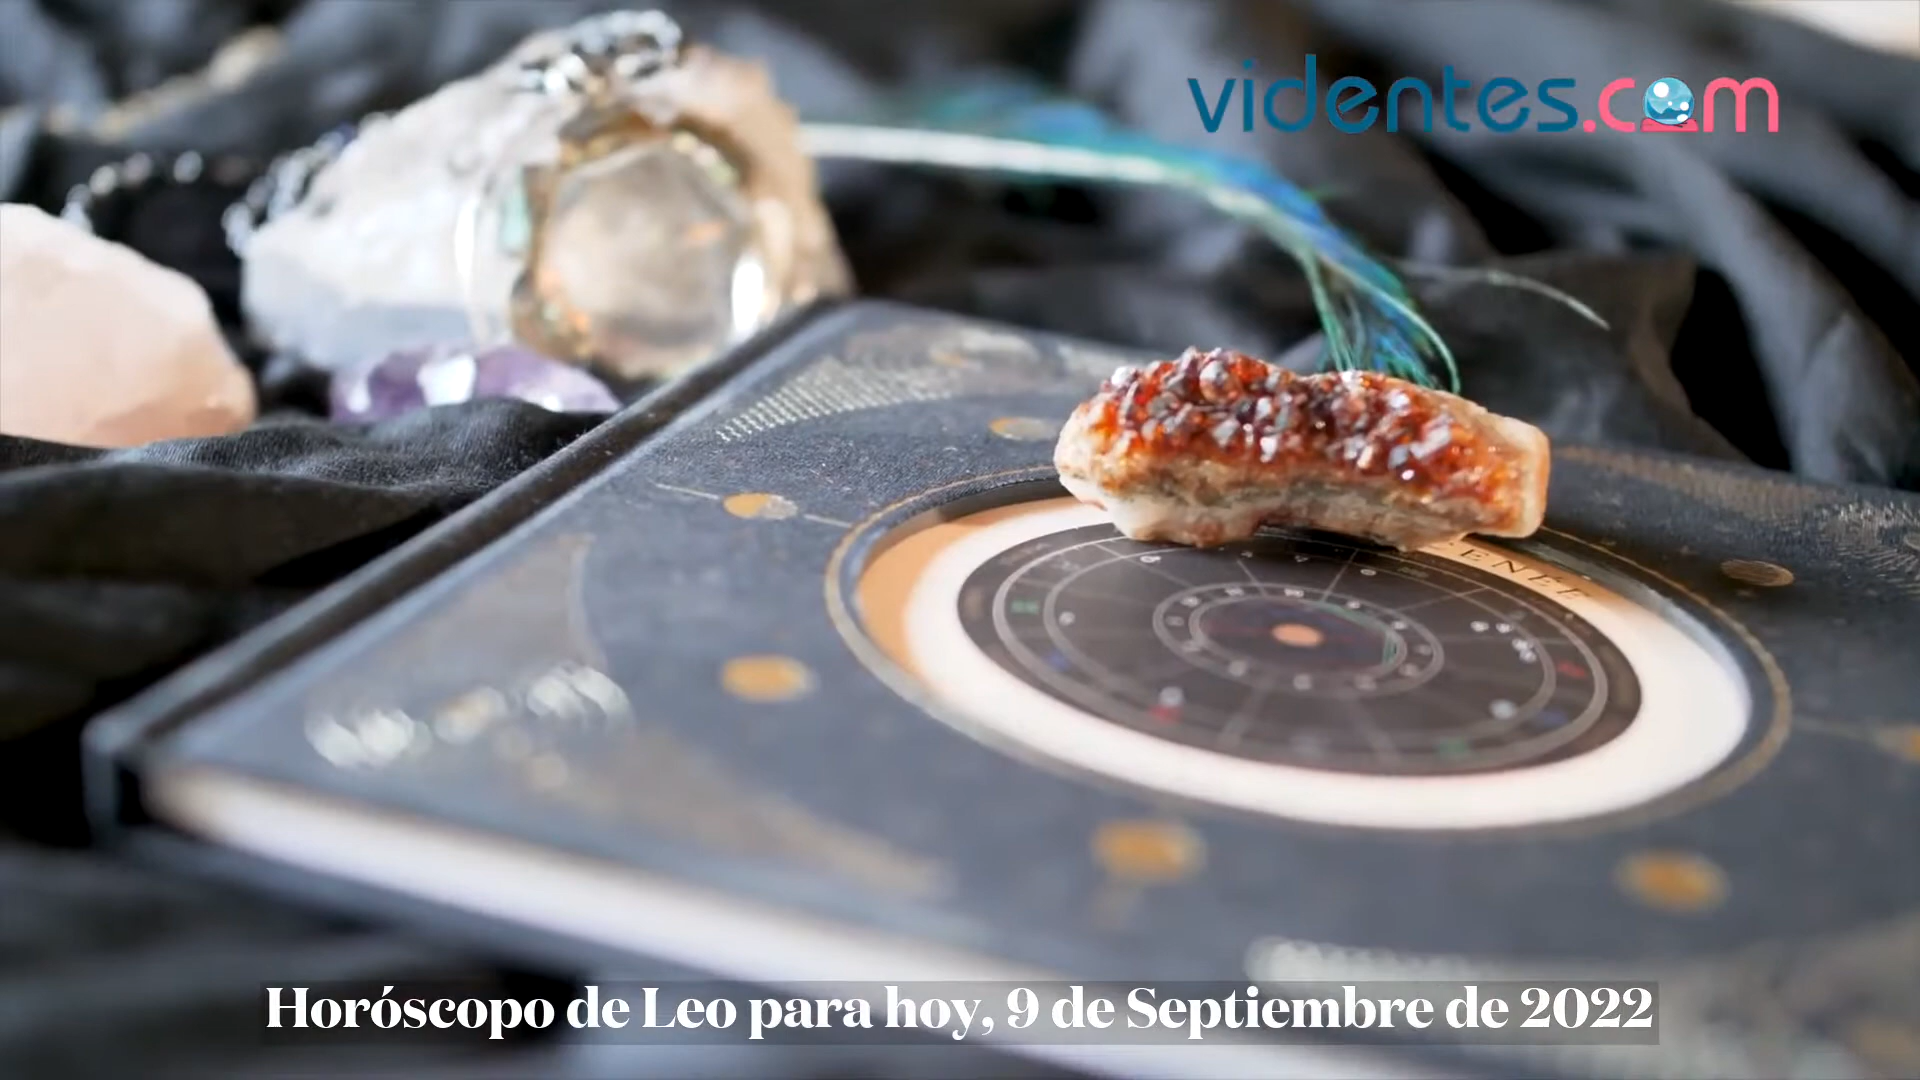 videntes.com
Horóscopo de Leo para hoy, 9 de Septiembre de 2022